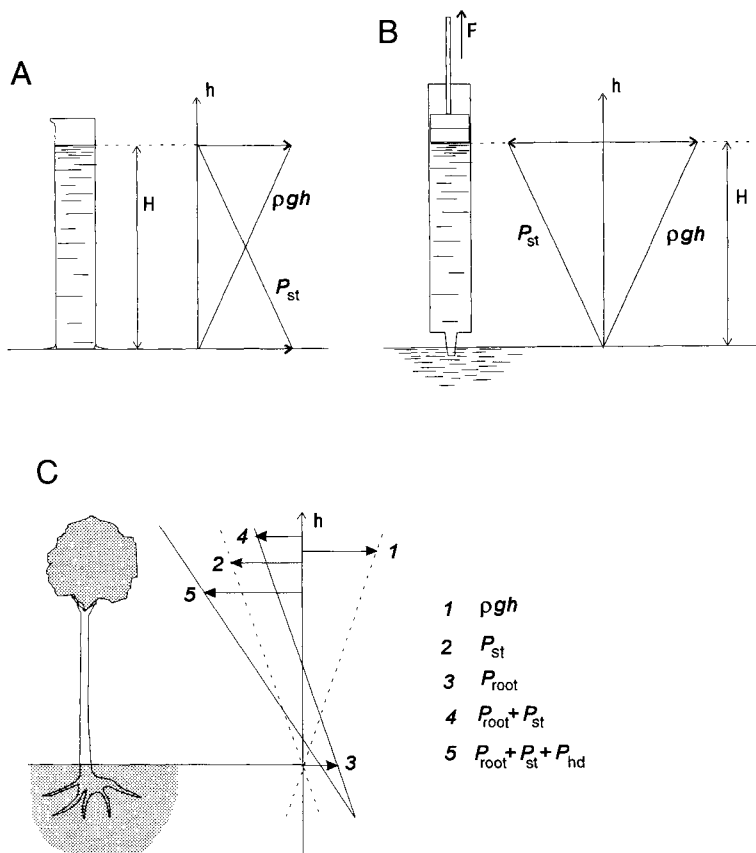 A
h
H
ρgh
P_st
B
F
h
P_st
ρgh
H
C
h
4
1
2
5
3
1 ρgh
2 P_st
3 P_root
4 P_root + P_st
5 P_root + P_st + P_hd